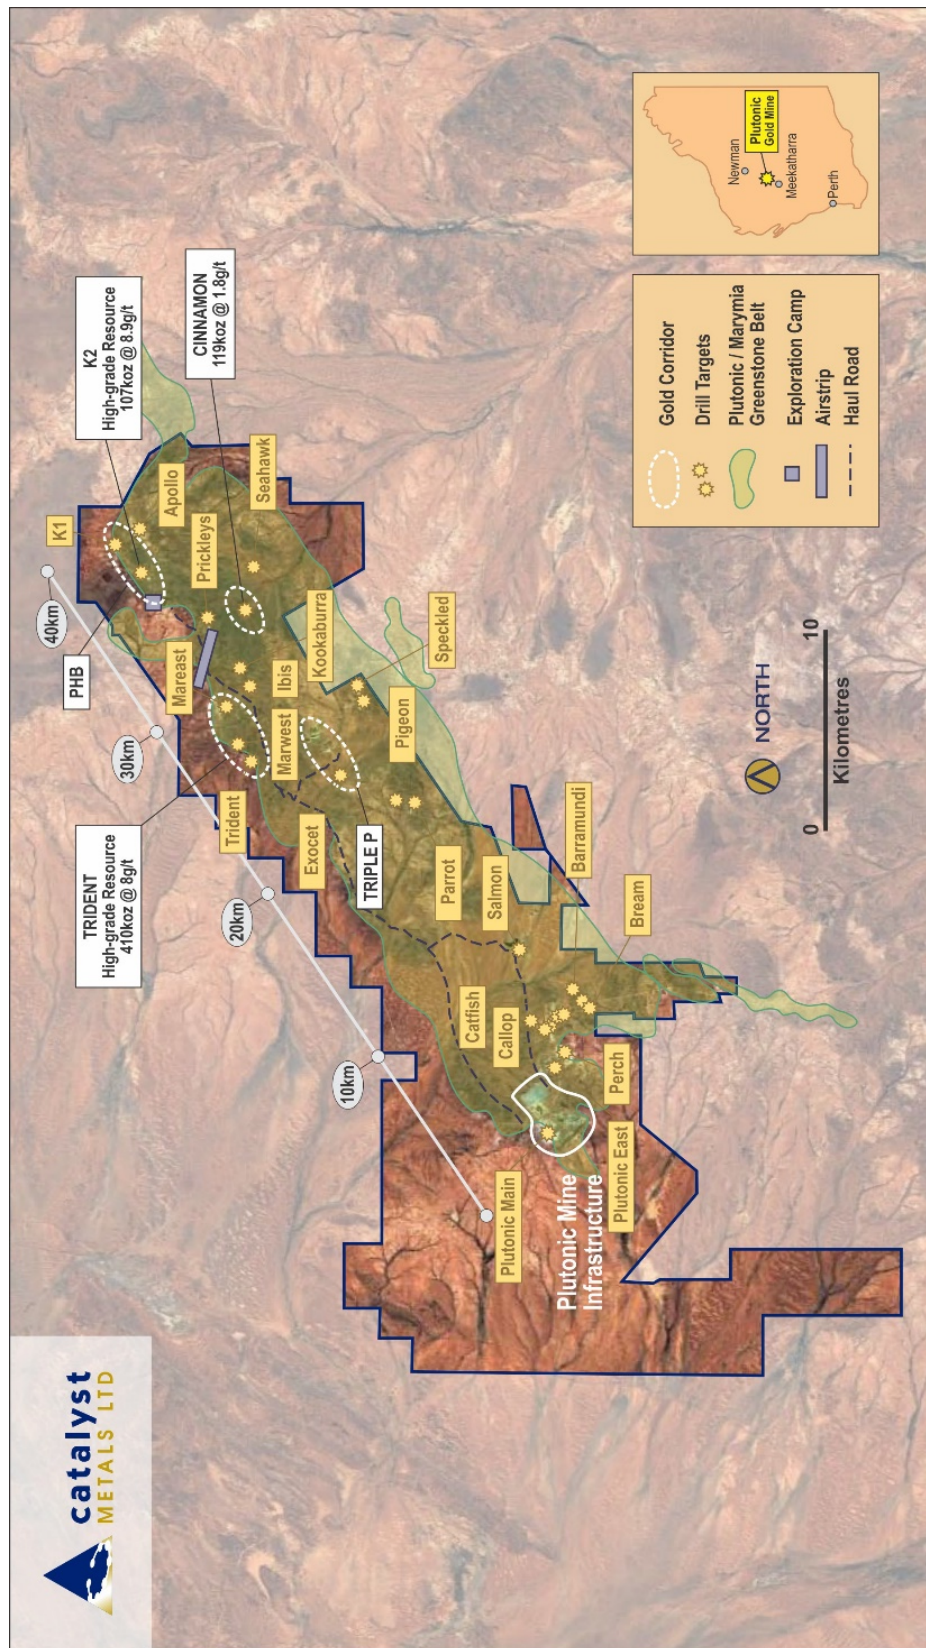 catalyst
METALS LTD
K1
K2
High-grade Resource
107koz @ 8.9g/t
CINNAMON
119koz @ 1.8g/t
PHB
40km
30km
20km
10km
TRIDENT
High-grade Resource
410koz @ 8g/t
Apollo
Prickleys
Seahawk
Mareast
Ibis
Kookaburra
Speckled
Marwest
Pigeon
Trident
Exocet
TRIPLE P
Parrot
Salmon
Barramundi
Bream
Catfish
Callop
Perch
Plutonic Main
Plutonic Mine
Infrastructure
Plutonic East
NORTH
0
10
Kilometres
Gold Corridor
Drill Targets
Plutonic / Marymia
Greenstone Belt
Exploration Camp
Airstrip
Haul Road
Newman
Plutonic
Gold Mine
Meekatharra
Perth